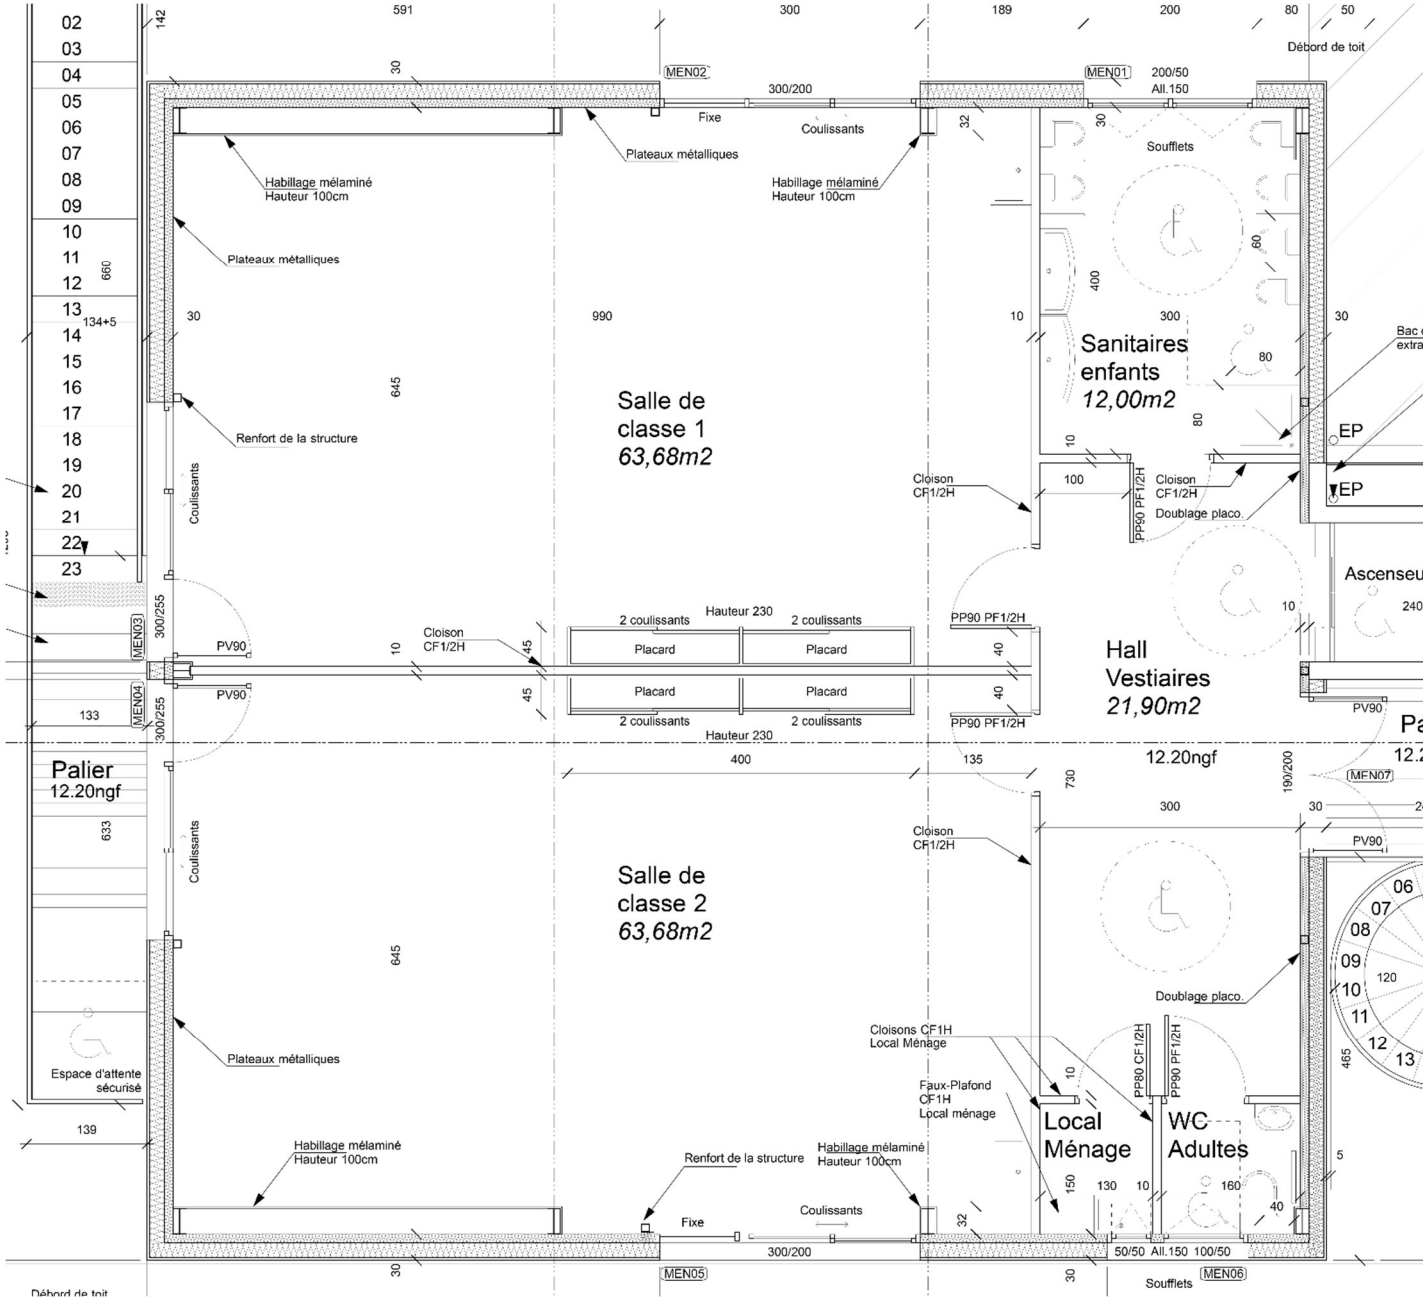 591
300
189
200
80
50
142
Débord de toit
02
03
04
05
06
07
08
09
10
11
12
13
14
15
16
17
18
19
20
21
22
23
30
MEN02
300/200
MEN01
200/50
All.150
Fixe
Coulissants
32
30
Soufflets
Plateaux métalliques
Habillage mélaminé
Hauteur 100cm
Habillage mélaminé
Hauteur 100cm
Plateaux métalliques
660
134+5
30
990
10
400
60
300
30
Sanitaires
enfants
12,00m2
80
80
645
Salle de
classe 1
63,68m2
Renfort de la structure
Coulissants
10
EP
EP
Cloison
CF1/2H
100
PP90 PF1/2H
Cloison
CF1/2H
Doublage placo.
Ascenseu
240
10
300/255
MEN03
PV90
10
Cloison
CF1/2H
45
Hauteur 230
2 coulissants
2 coulissants
Placard
Placard
PP90 PF1/2H
40
Hall
Vestiaires
21,90m2
MEN04
300/255
PV90
45
Placard
Placard
2 coulissants
2 coulissants
Hauteur 230
40
PP90 PF1/2H
PV90
133
Palier
12.20ngf
400
135
730
12.20ngf
190/200
MEN07
300
30
633
Coulissants
Cloison
CF1/2H
PV90
Salle de
classe 2
63,68m2
645
06
07
08
09
10
11
12
13
120
465
Doublage placo.
Plateaux métalliques
Cloisons CF1H
Local Ménage
PP80 CF1/2H
PP90 PF1/2H
10
Espace d'attente
sécurisé
Faux-Plafond
CF1H
Local ménage
139
Local
Ménage
WC
Adultes
Habillage mélaminé
Hauteur 100cm
Renfort de la structure
Habillage mélaminé
Hauteur 100cm
150
130
10
160
40
5
Fixe
Coulissants
32
300/200
50/50
All.150
100/50
30
MEN05
30
Soufflets
MEN06
Débord de toit